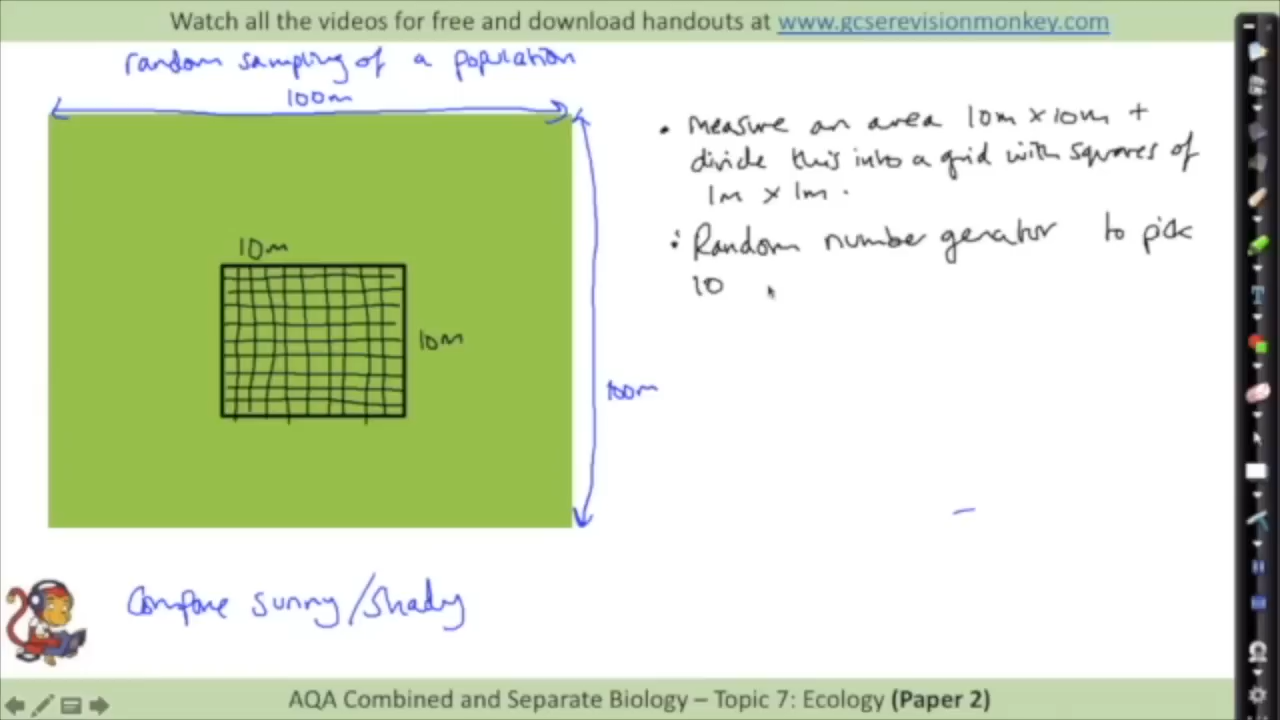 Watch all the videos for free and download handouts at www.gcserevisionmonkey.com
random sampling of a population
100m
• measure an area 10m x 10m +
divide this into a grid with squares of
1m x 1m.
• Random number genator to pick
10
10m
10m
100m
Compare sunny/shady
AQA Combined and Separate Biology – Topic 7: Ecology (Paper 2)